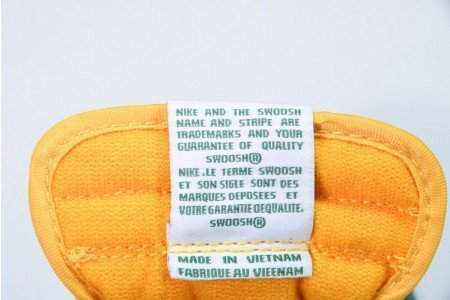 NIKE AND THE SWOOSH
NAME AND STRIPE ARE
TRADEMARKS AND YOUR
GUARANTEE OF QUALITY
SWOOSH®
NIKE.LE TERME SWOOSH
ET SON SIGLE SONT DES
MARQUES DEPOSEES ET
VOTRE GARANTIE DEQUALITE.
SWOOSH®
MADE IN VIETNAM
FABRIQUE AU VIEENAM